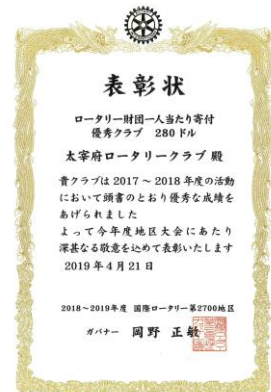 表彰状
ロータリー財団一人当たり寄付
優秀クラブ 280ドル
太宰府ロータリークラブ 殿
貴クラブは2017～2018年度の活動
において頭書のとおり優秀な成績を
あげられました
よって今年度地区大会にあたり
深甚なる敬意を込めて表彰いたします
2019年4月21日
2018～2019年度 国際ロータリー第2700地区
ガバナー 岡野 正敏